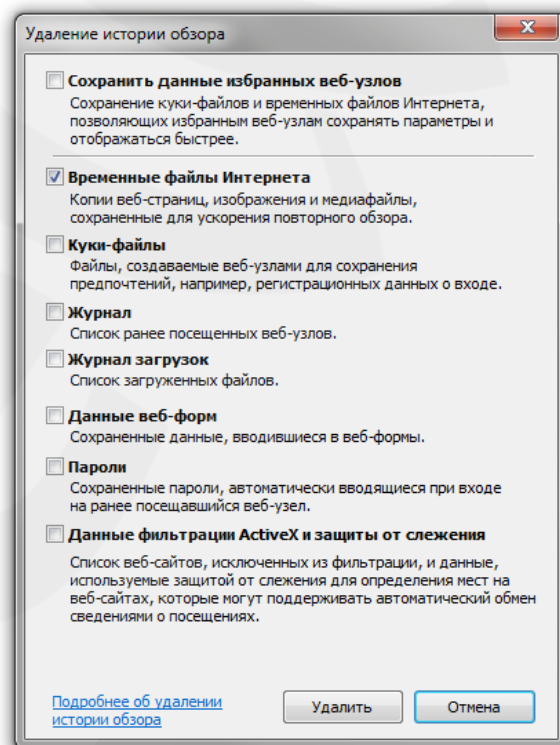 Удаление истории обзора
Сохранить данные избранных веб-узлов
Сохранение куки-файлов и временных файлов Интернета,
позволяющих избранным веб-узлам сохранять параметры и
отображаться быстрее.
Временные файлы Интернета
Копии веб-страниц, изображения и медиафайлы,
сохраненные для ускорения повторного обзора.
Куки-файлы
Файлы, создаваемые веб-узлами для сохранения
предпочтений, например, регистрационных данных о входе.
Журнал
Список ранее посещенных веб-узлов.
Журнал загрузок
Список загруженных файлов.
Данные веб-форм
Сохраненные данные, вводившиеся в веб-формы.
Пароли
Сохраненные пароли, автоматически вводящиеся при входе
на ранее посещавшийся веб-узел.
Данные фильтрации ActiveX и защиты от слежения
Список веб-сайтов, исключенных из фильтрации, и данные,
используемые защитой от слежения для определения мест на
веб-сайтах, которые могут поддерживать автоматический обмен
сведениями о посещениях.
Подробнее об удалении
истории обзора
Удалить
Отмена